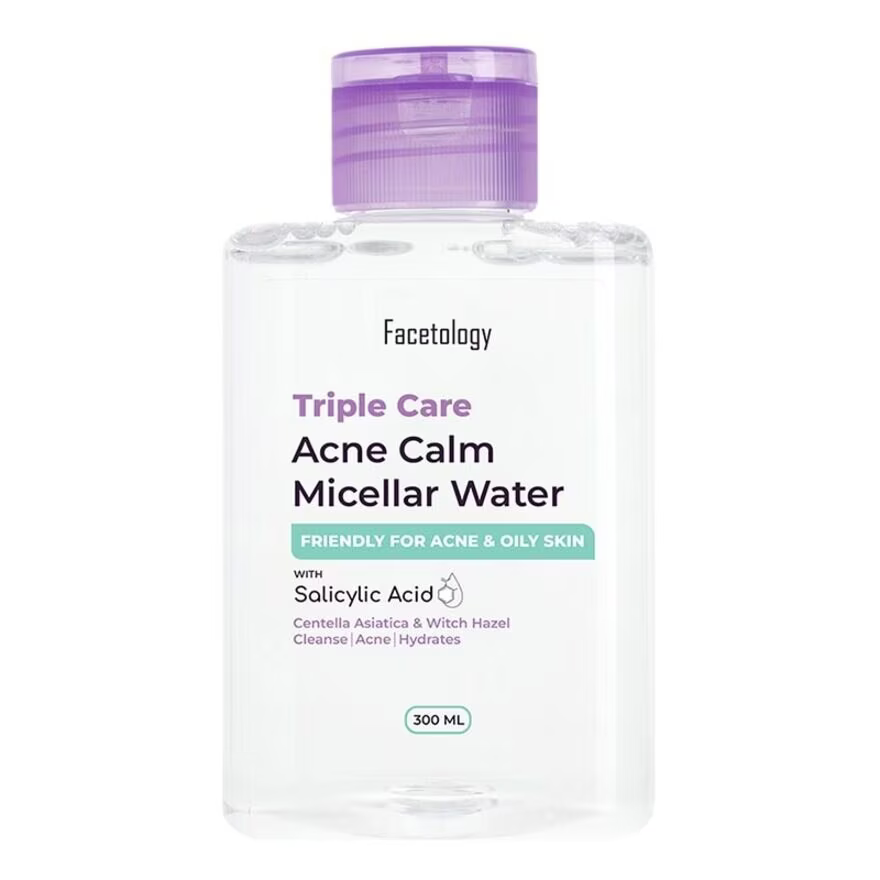 Facetology
Triple Care
Acne Calm
Micellar Water
FRIENDLY FOR ACNE & OILY SKIN
WITH
Salicylic Acid
Centella Asiatica & Witch Hazel
Cleanse|Acne|Hydrates
300 ML